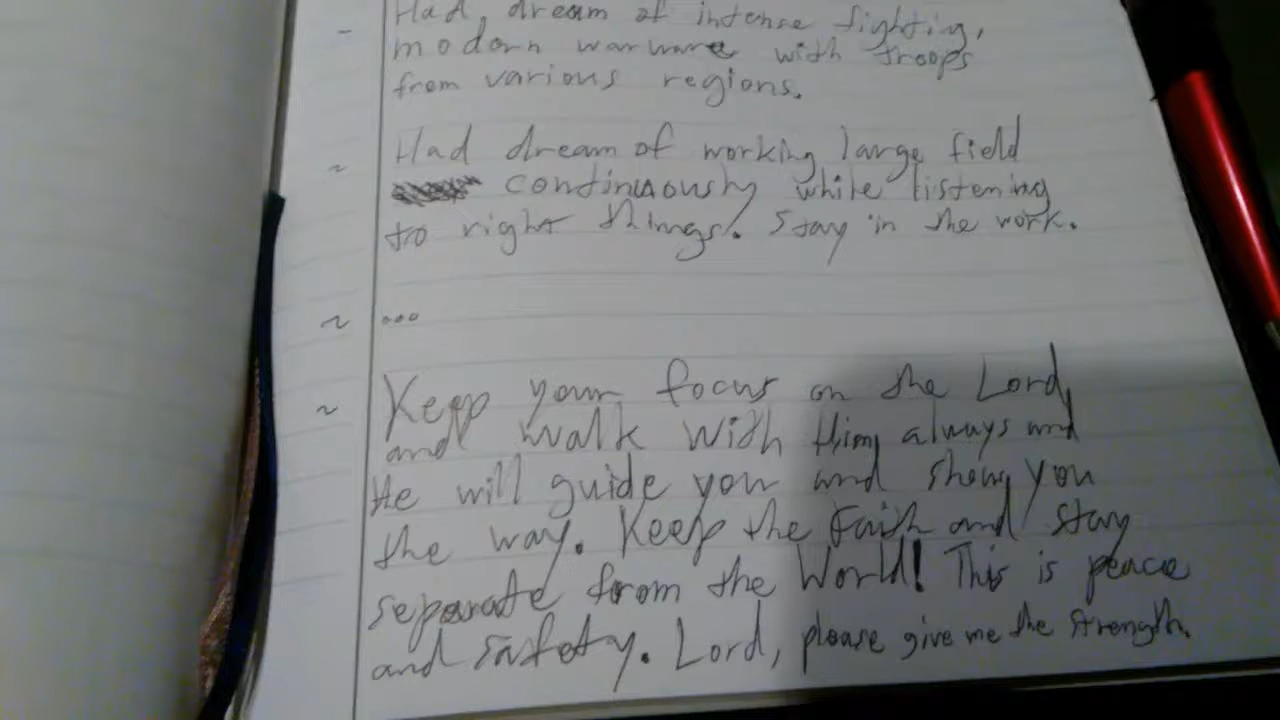 - Had, dream of intense fighting,
modorn warware with troops
from various regions.
~ Had dream of working large field
continuously while listening
to right things. Stay in the work.
~ ...
~ Keep your focus on the Lord,
and walk with Him, always and
He will guide you and show you
the way. Keep the Faith and stay
separate from the World! This is peace
and safety. Lord, please give me the strength.